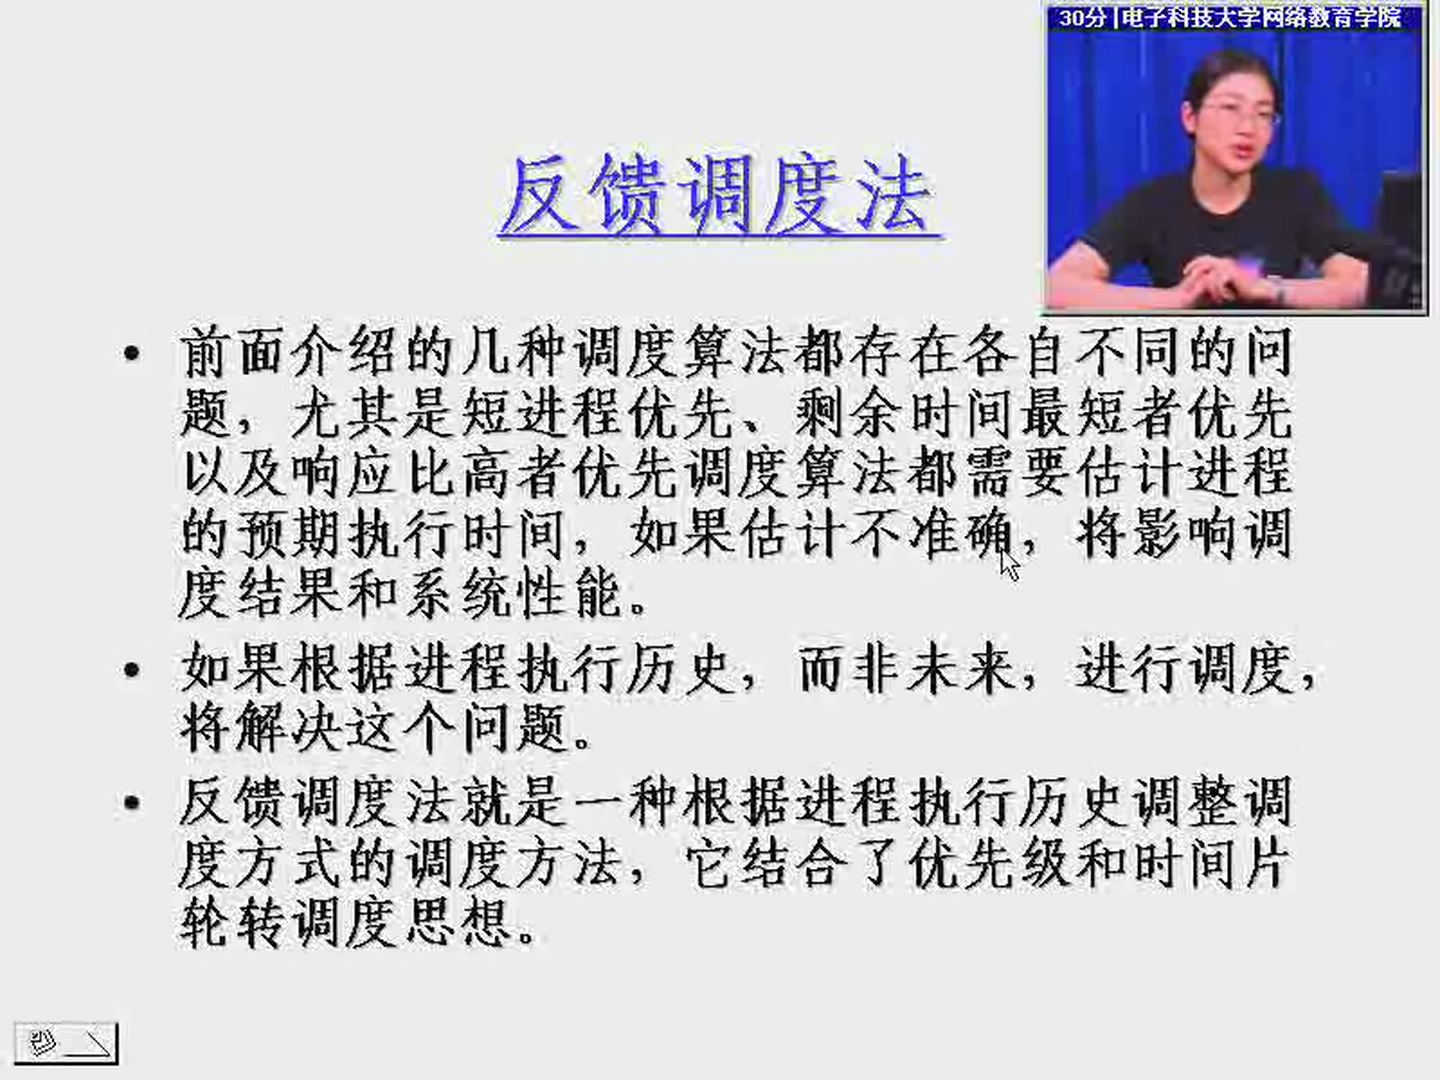 30分|电子科技大学网络教育学院
反馈调度法
• 前面介绍的几种调度算法都存在各自不同的问
题，尤其是短进程优先、剩余时间最短者优先
以及响应比高者优先调度算法都需要估计进程
的预期执行时间，如果估计不准确，将影响调
度结果和系统性能。
• 如果根据进程执行历史，而非未来，进行调度，
将解决这个问题。
• 反馈调度法就是一种根据进程执行历史调整调
度方式的调度方法，它结合了优先级和时间片
轮转调度思想。